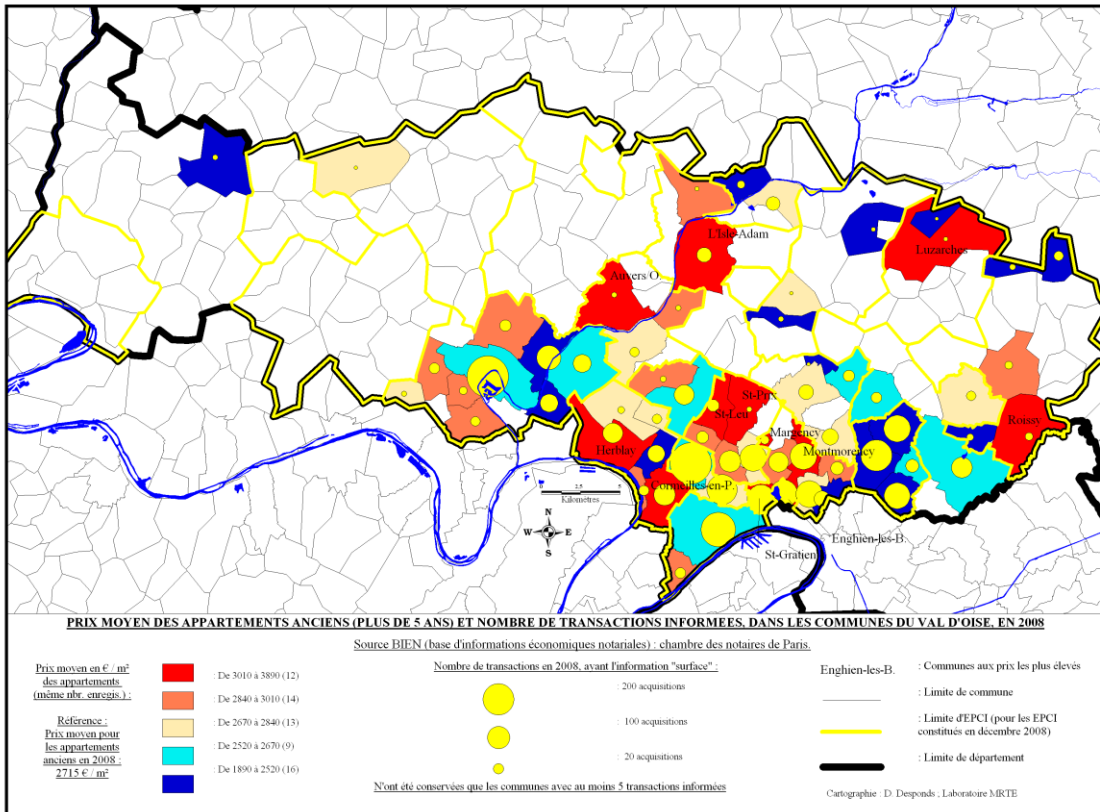 L'Isle-Adam
Luzarches
Auvers O.
St-Prix
St-Leu
Roissy
Margency
Herblay
Montmorency
Cormeilles-en-P.
2,5
5
Kilomètres
N
W
E
S
Enghien-les-B.
St-Gratien
PRIX MOYEN DES APPARTEMENTS ANCIENS (PLUS DE 5 ANS) ET NOMBRE DE TRANSACTIONS INFORMEES, DANS LES COMMUNES DU VAL D'OISE, EN 2008
Source BIEN (base d'informations économiques notariales) : chambre des notaires de Paris.
Prix moyen en € / m²
des appartements
(même nbr. enregis.) :
Référence :
Prix moyen pour
les appartements
anciens en 2008 :
2715 € / m²
: De 3010 à 3890 (12)
: De 2840 à 3010 (14)
: De 2670 à 2840 (13)
: De 2520 à 2670 (9)
: De 1890 à 2520 (16)
Nombre de transactions en 2008, ayant l'information "surface" :
: 200 acquisitions
: 100 acquisitions
: 20 acquisitions
N'ont été conservées que les communes avec au moins 5 transactions informées
Enghien-les-B.
: Communes aux prix les plus élevés
: Limite de commune
: Limite d'EPCI (pour les EPCI
constitués en décembre 2008)
: Limite de département
Cartographie : D. Desponds ; Laboratoire MRTE